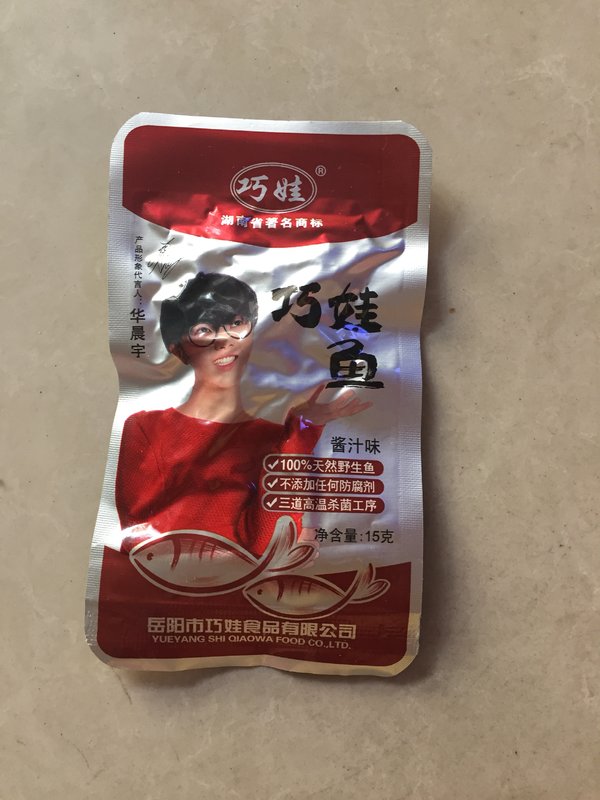 巧娃®
湖南省著名商标
产品形象代言人：华晨宇
巧娃
鱼
酱汁味
✓100%天然野生鱼
✓不添加任何防腐剂
✓三道高温杀菌工序
净含量:15克
岳阳市巧娃食品有限公司
YUEYANG SHI QIAOWA FOOD CO.,LTD.